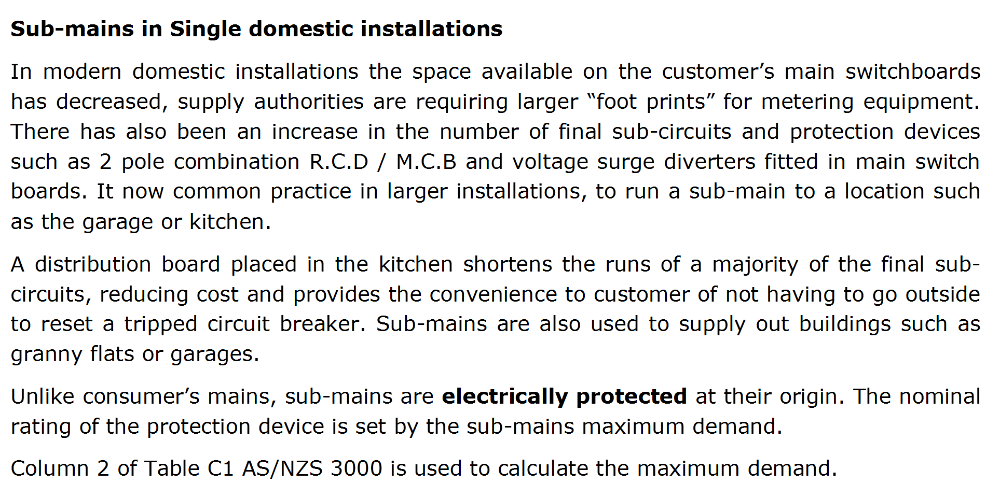 Sub-mains in Single domestic installations
In modern domestic installations the space available on the customer’s main switchboards
has decreased, supply authorities are requiring larger “foot prints” for metering equipment.
There has also been an increase in the number of final sub-circuits and protection devices
such as 2 pole combination R.C.D / M.C.B and voltage surge diverters fitted in main switch
boards. It now common practice in larger installations, to run a sub-main to a location such
as the garage or kitchen.
A distribution board placed in the kitchen shortens the runs of a majority of the final sub-
circuits, reducing cost and provides the convenience to customer of not having to go outside
to reset a tripped circuit breaker. Sub-mains are also used to supply out buildings such as
granny flats or garages.
Unlike consumer’s mains, sub-mains are electrically protected at their origin. The nominal
rating of the protection device is set by the sub-mains maximum demand.
Column 2 of Table C1 AS/NZS 3000 is used to calculate the maximum demand.